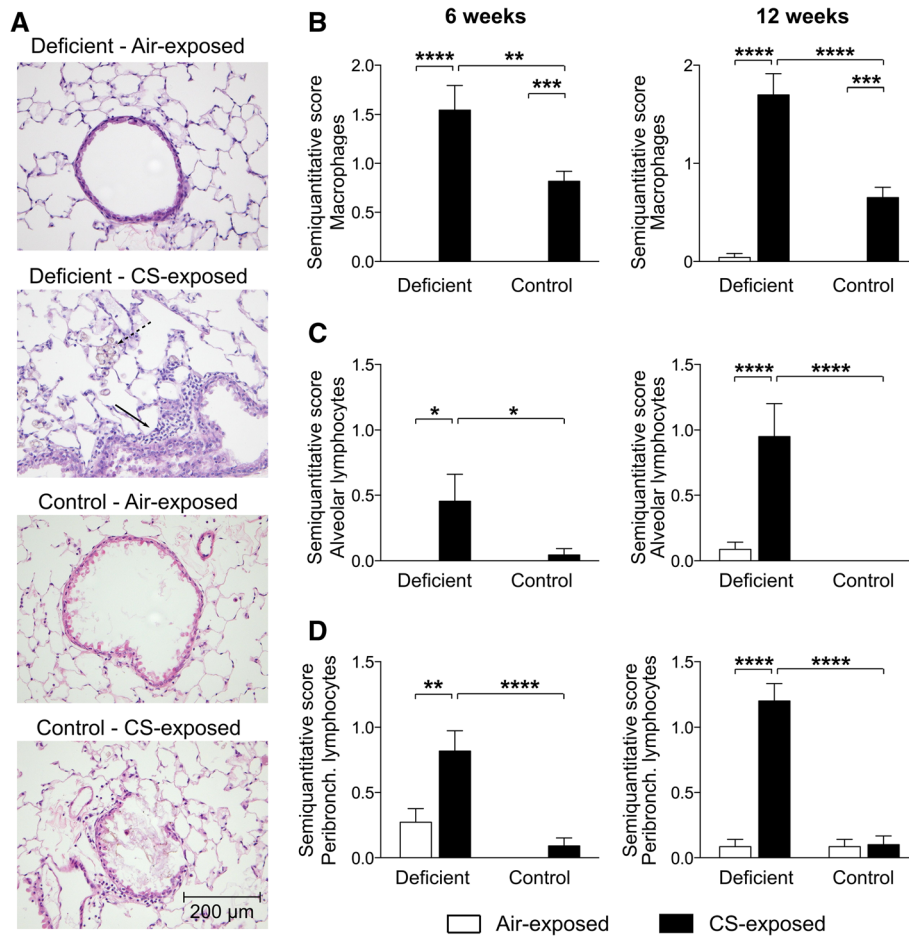 A
Deficient - Air-exposed
Deficient - CS-exposed
Control - Air-exposed
Control - CS-exposed
200 µm
6 weeks
12 weeks
B
Semiquantitative score
Macrophages
2.0
1.5
1.0
0.5
0.0
****
**
***
Deficient
Control
Semiquantitative score
Macrophages
2
1
0
****
****
***
Deficient
Control
C
Semiquantitative score
Alveolar lymphocytes
1.5
1.0
0.5
0.0
*
*
Deficient
Control
Semiquantitative score
Alveolar lymphocytes
1.5
1.0
0.5
0.0
****
****
Deficient
Control
D
Semiquantitative score
Peribronch. lymphocytes
1.5
1.0
0.5
0.0
**
****
Deficient
Control
Semiquantitative score
Peribronch. lymphocytes
1.5
1.0
0.5
0.0
****
****
Deficient
Control
Air-exposed
CS-exposed